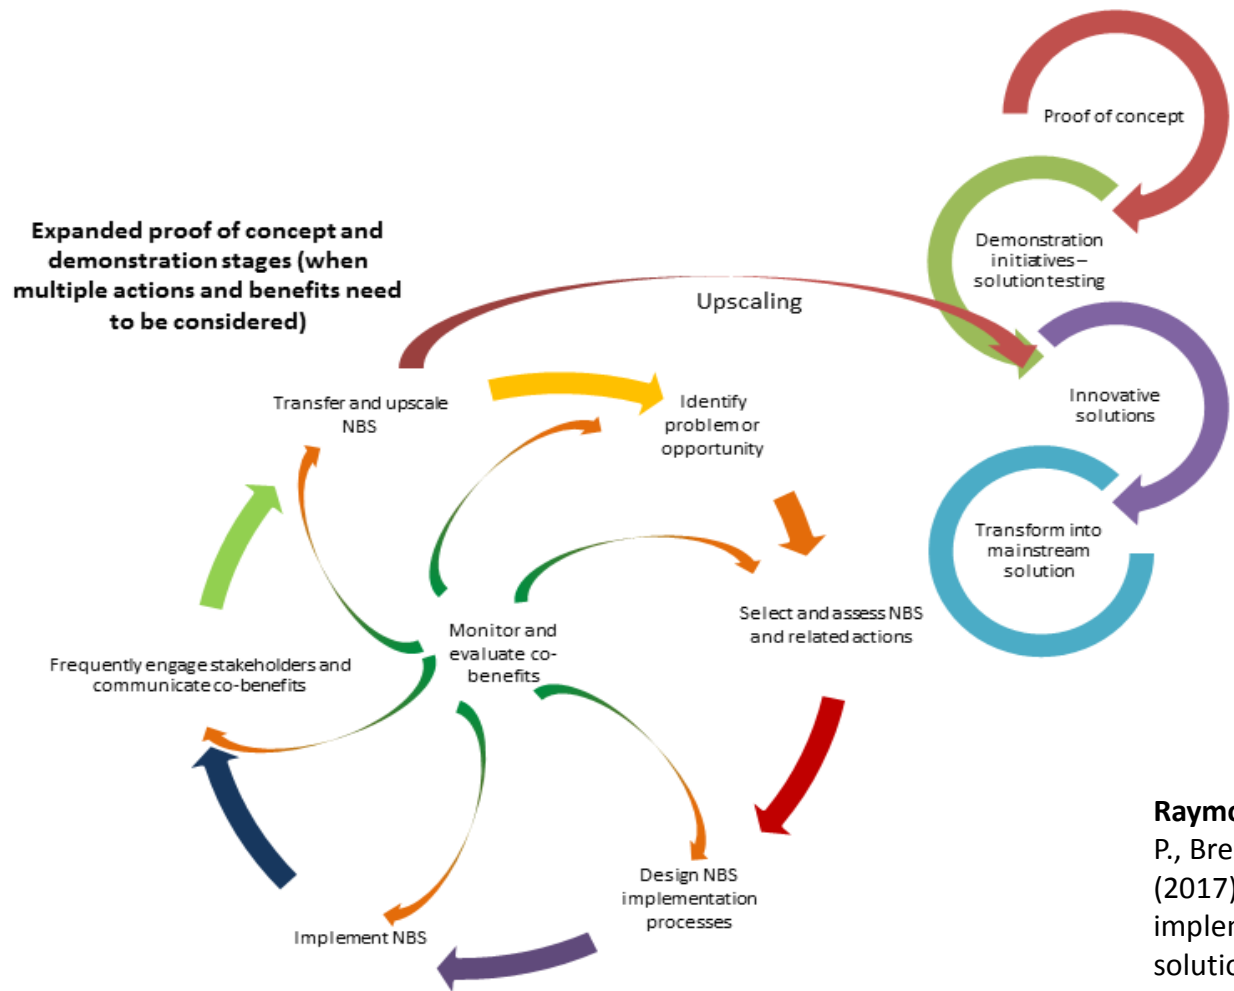 Proof of concept
Demonstration
initiatives–
solution testing
Innovative
solutions
Transform into
mainstream
solution
Expanded proof of concept and
demonstration stages (when
multiple actions and benefits need
to be considered)
Upscaling
Transfer and upscale
NBS
Identify
problem or
opportunity
Select and assess NBS
and related actions
Monitor and
evaluate co-
benefits
Frequently engage stakeholders and
communicate co-benefits
Design NBS
implementation
processes
Implement NBS
P., Bre
(2017)